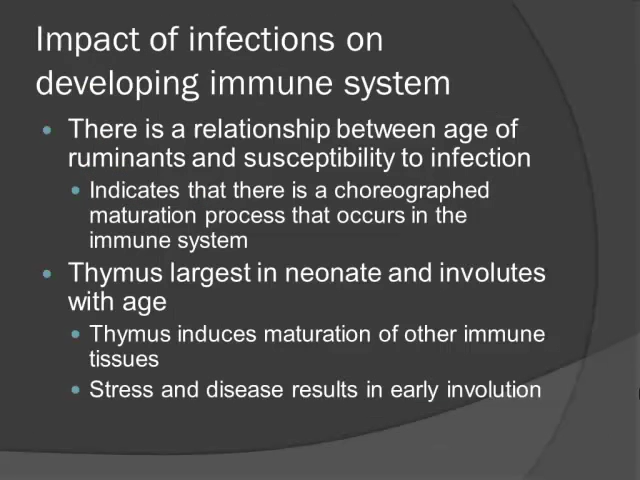 Impact of infections on
developing immune system
There is a relationship between age of
ruminants and susceptibility to infection
Indicates that there is a choreographed
maturation process that occurs in the
immune system
Thymus largest in neonate and involutes
with age
Thymus induces maturation of other immune
tissues
Stress and disease results in early involution